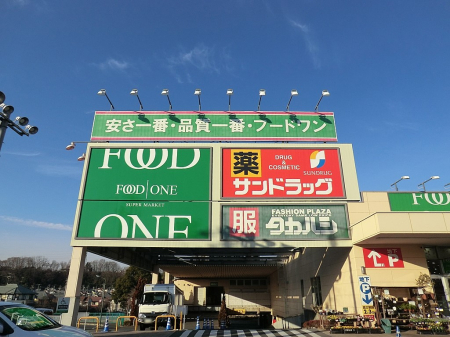 安さ一番・品質一番・フードワン
FOOD
FOOD|ONE
SUPER MARKET
ONE
薬
DRUG
&
COSMETIC
SUNDRUG
サンドラッグ
服
FASHION PLAZA
タカハシ
FOOD
P
P